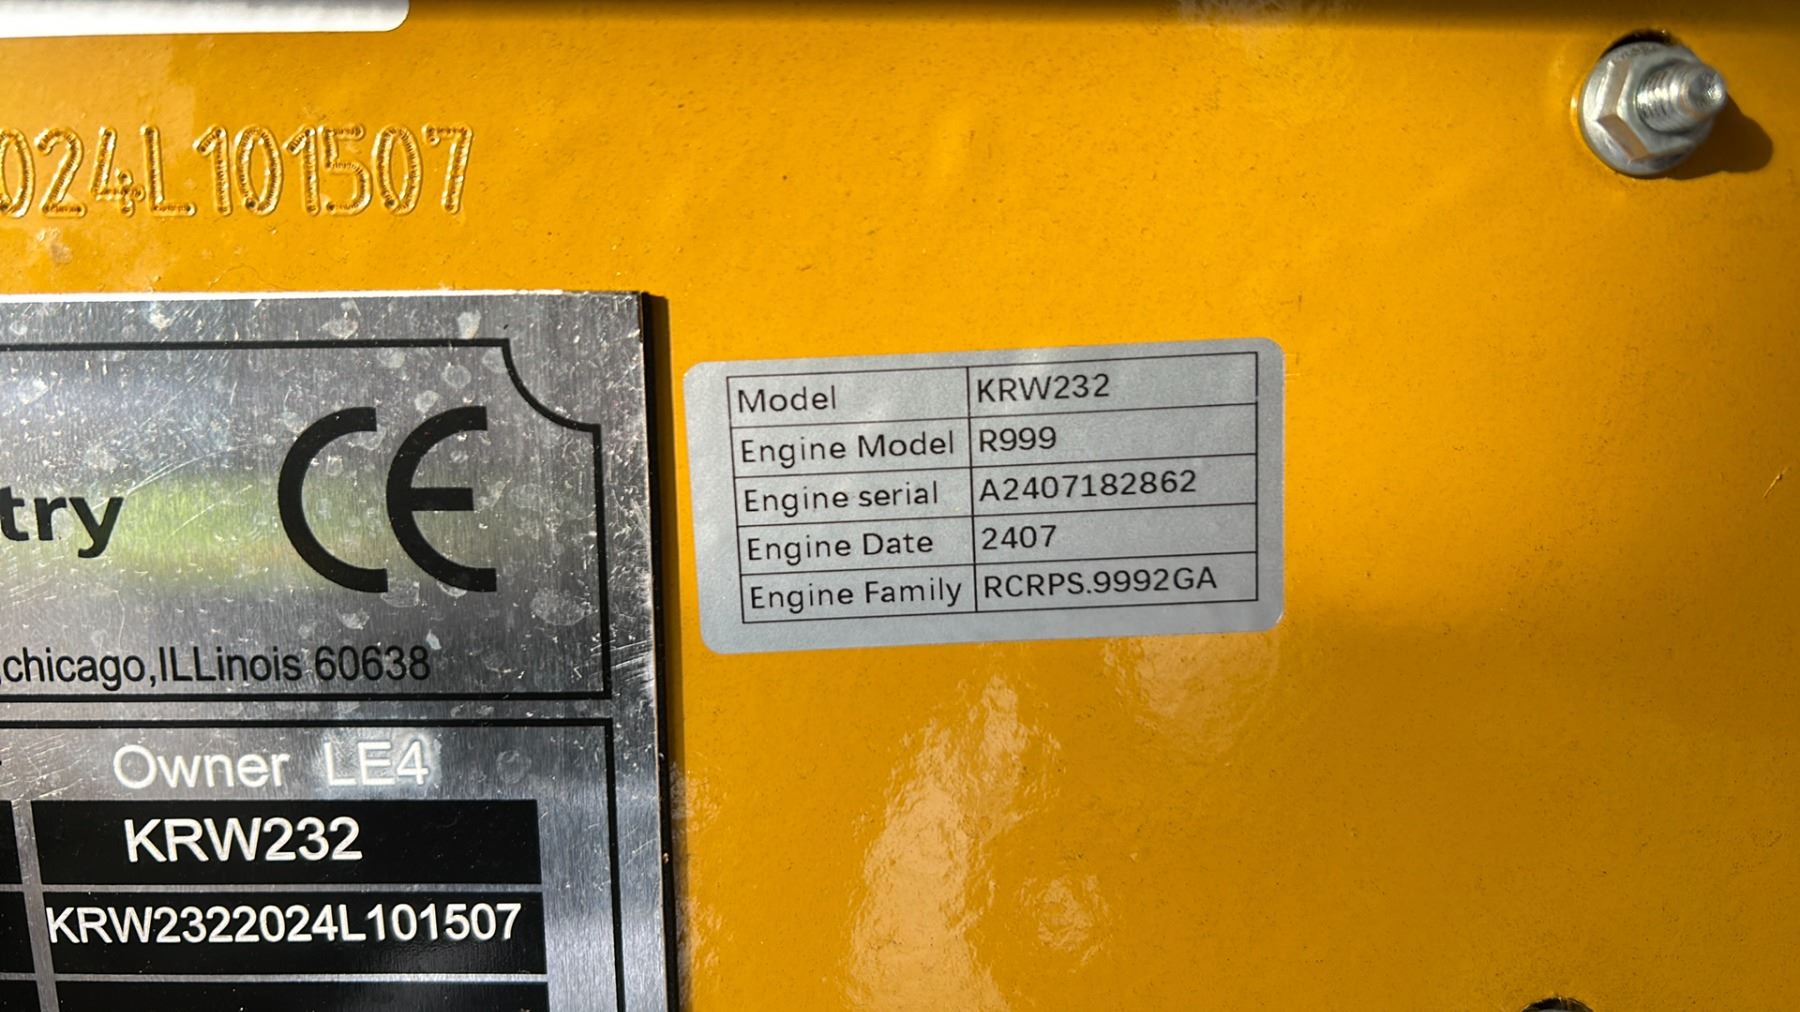 024L101507
CE
try
,chicago,ILLinois 60638
Owner LE4
KRW232
KRW2322024L101507
Model KRW232
Engine Model R999
Engine serial A2407182862
Engine Date 2407
Engine Family RCRPS.9992GA